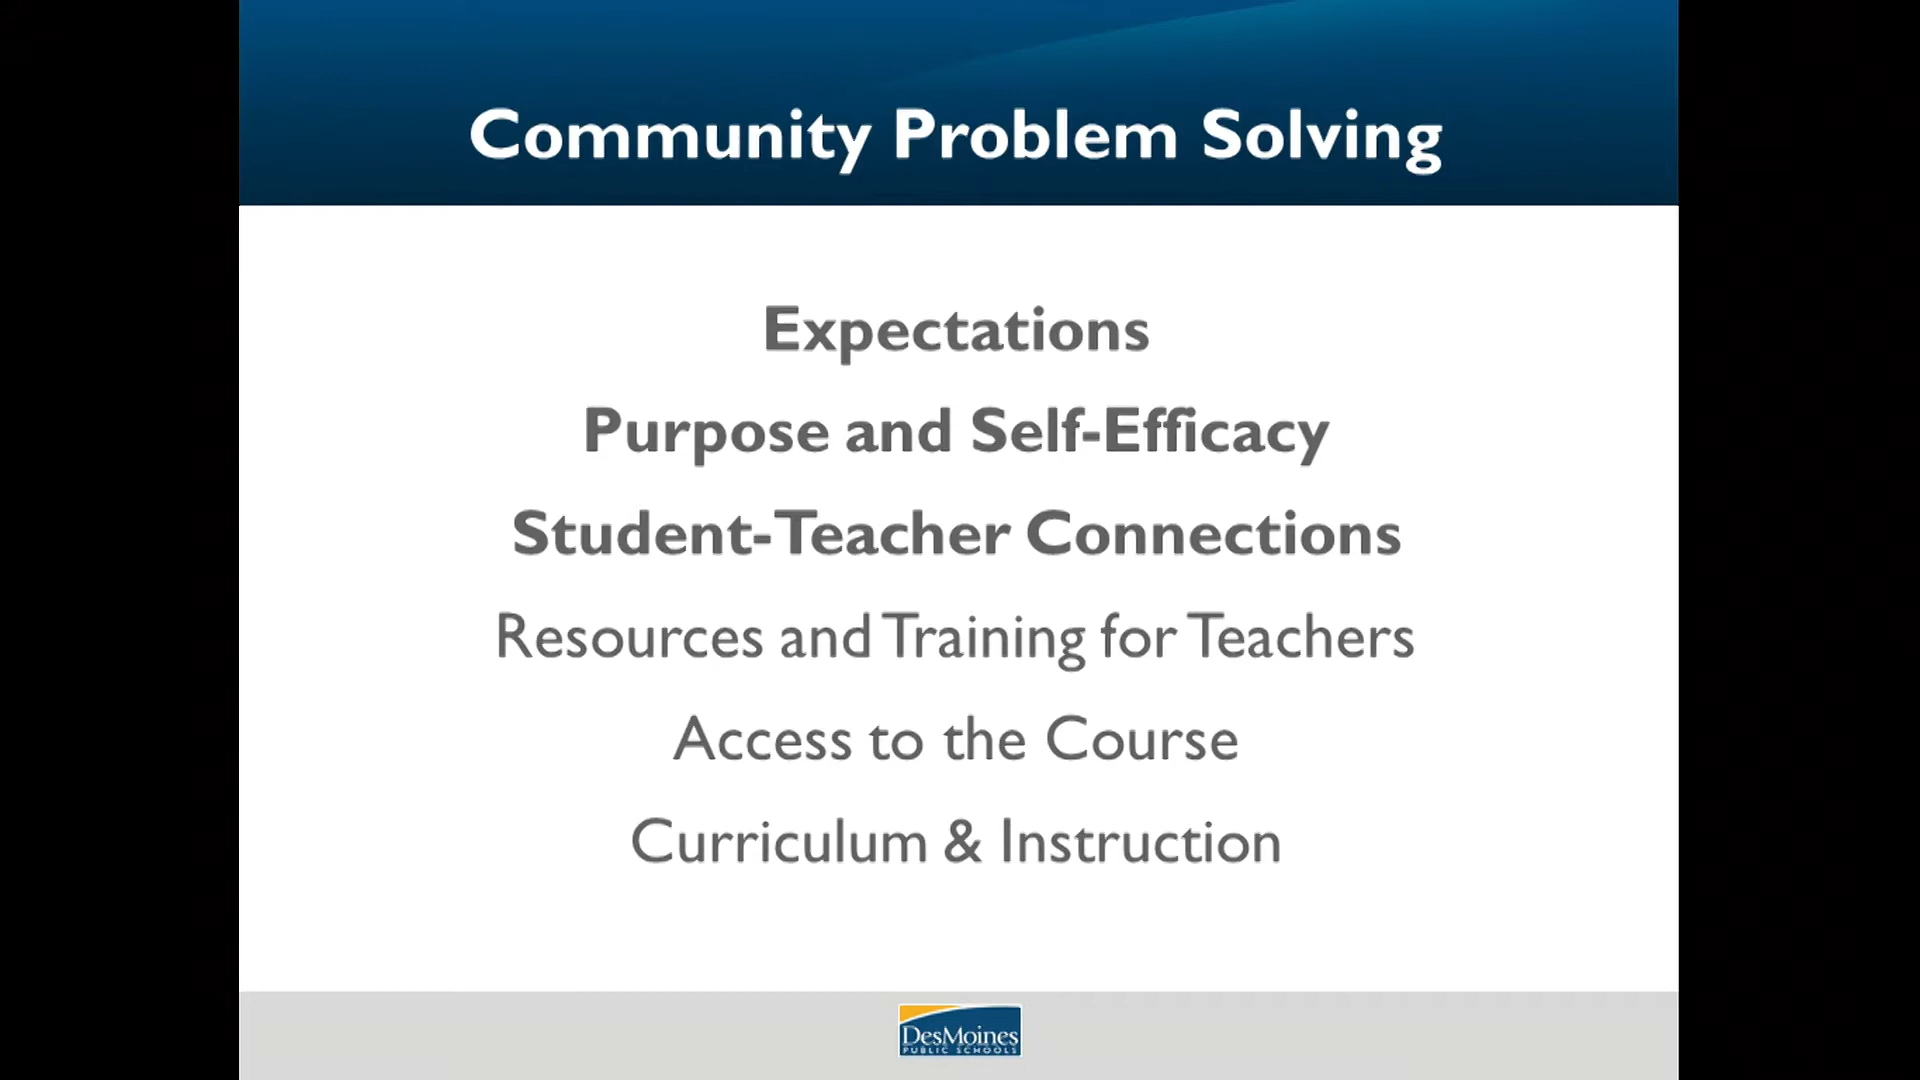 Community Problem Solving
Expectations
Purpose and Self-Efficacy
Student-Teacher Connections
Resources and Training for Teachers
Access to the Course
Curriculum & Instruction
DesMoines
PUBLIC SCHOOLS